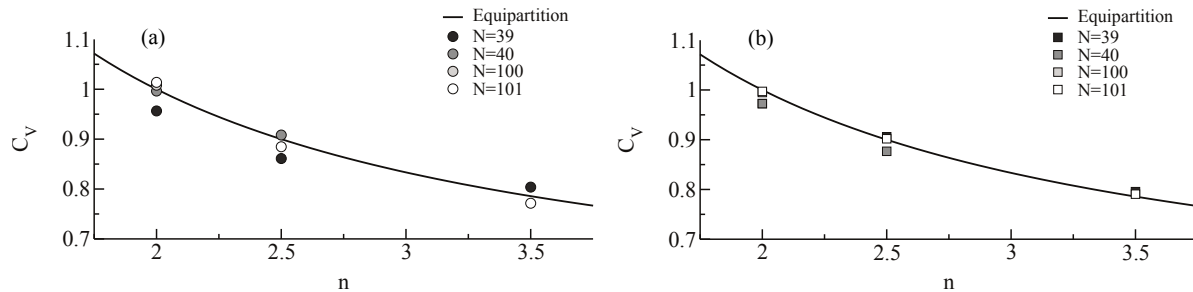 (a)
Equipartition
N=39
N=40
N=100
N=101
1.1
1
0.9
0.8
0.7
C_V
2
2.5
3
3.5
n
(b)
Equipartition
N=39
N=40
N=100
N=101
1.1
1
0.9
0.8
0.7
C_V
2
2.5
3
3.5
n